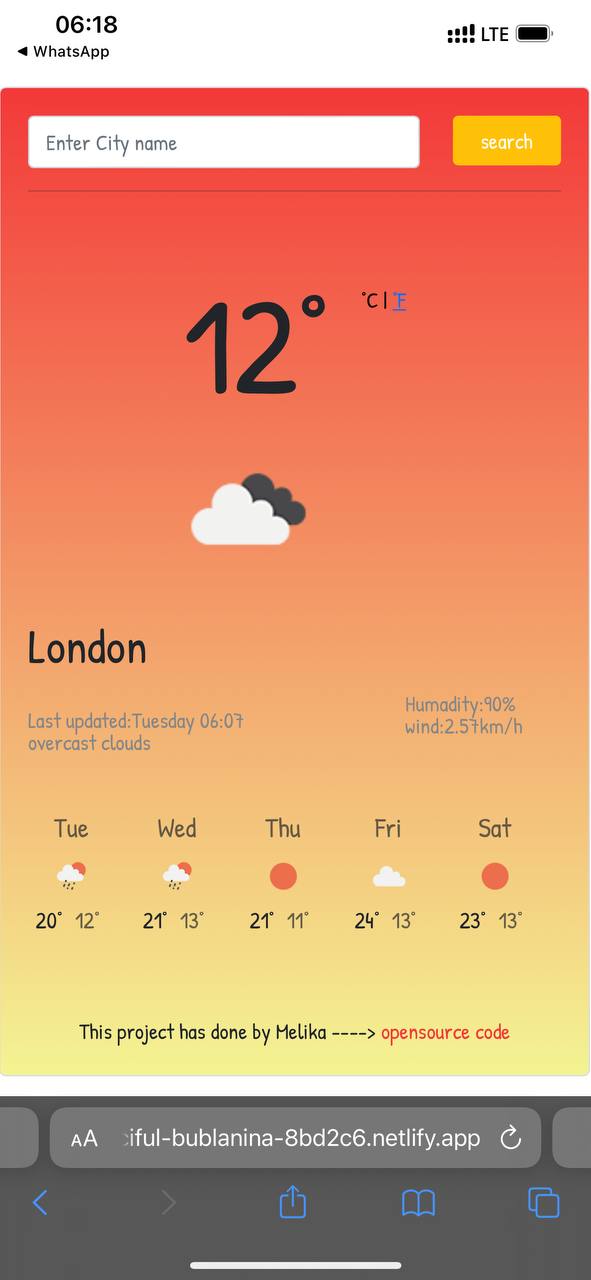 06:18
LTE
◀ WhatsApp
Enter City name
search
12°
°C | °F
London
Humadity:90%
Last updated:Tuesday 06:07
wind:2.57km/h
overcast clouds
Tue Wed Thu Fri Sat
20° 12° 21° 13° 21° 11° 24° 13° 23° 13°
This project has done by Melika ----> opensource code
AA iful-bublanina-8bd2c6.netlify.app